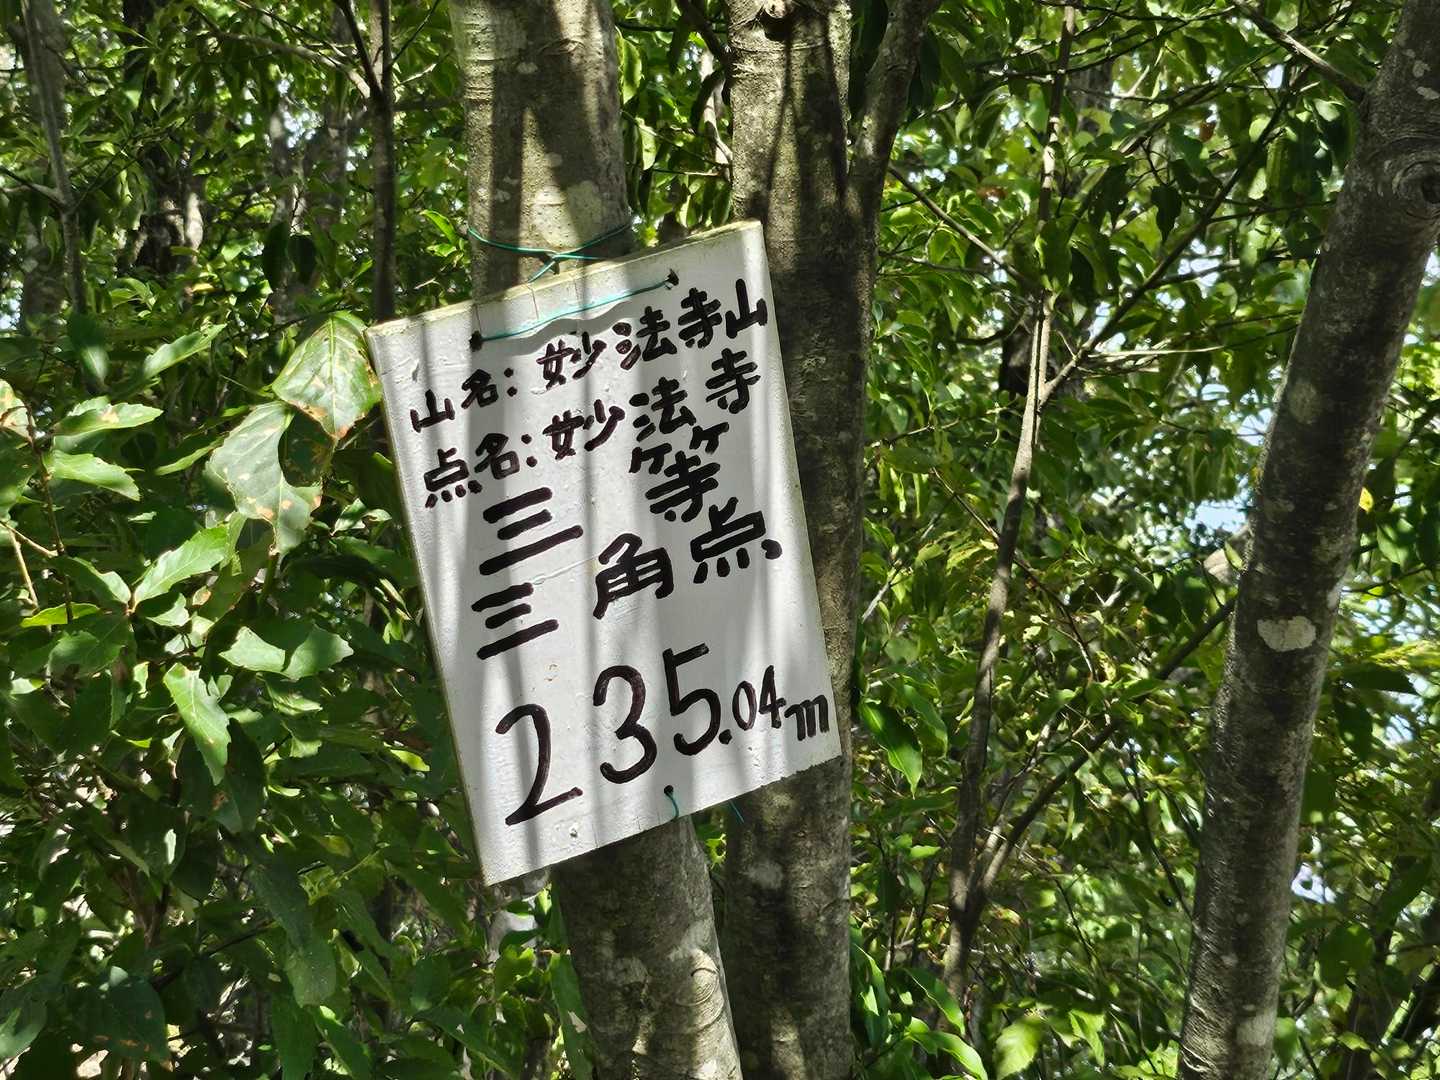 山名：妙法寺山
点名：妙法寺
三等
三角点
235.04m